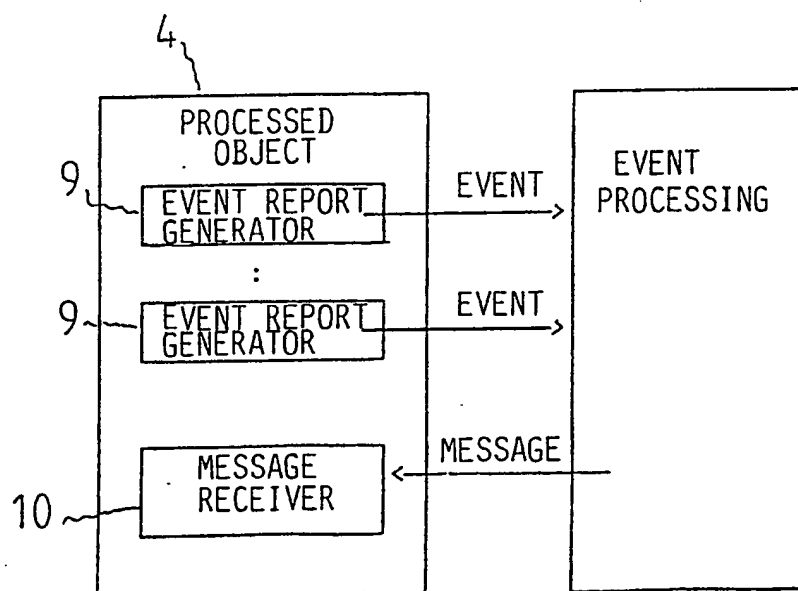 4
PROCESSED
OBJECT
EVENT
PROCESSING
9
EVENT REPORT
GENERATOR
EVENT
:
9
EVENT REPORT
GENERATOR
EVENT
MESSAGE
RECEIVER
MESSAGE
10